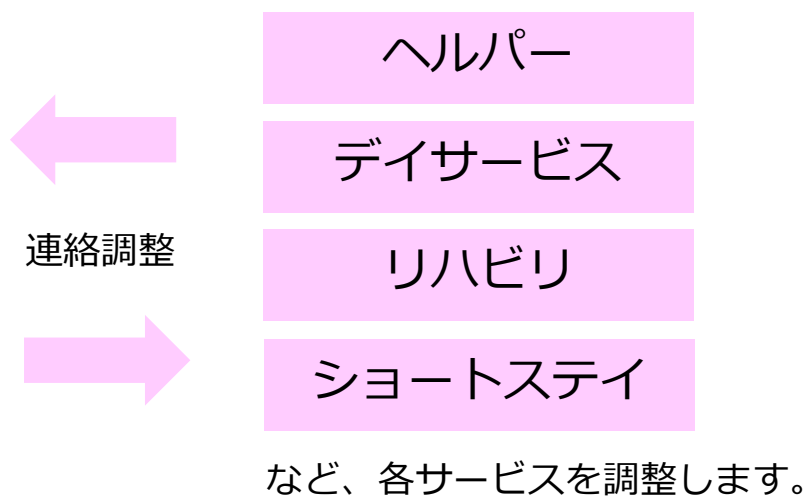 ヘルパー
デイサービス
連絡調整
リハビリ
ショートステイ
など、各サービスを調整します。